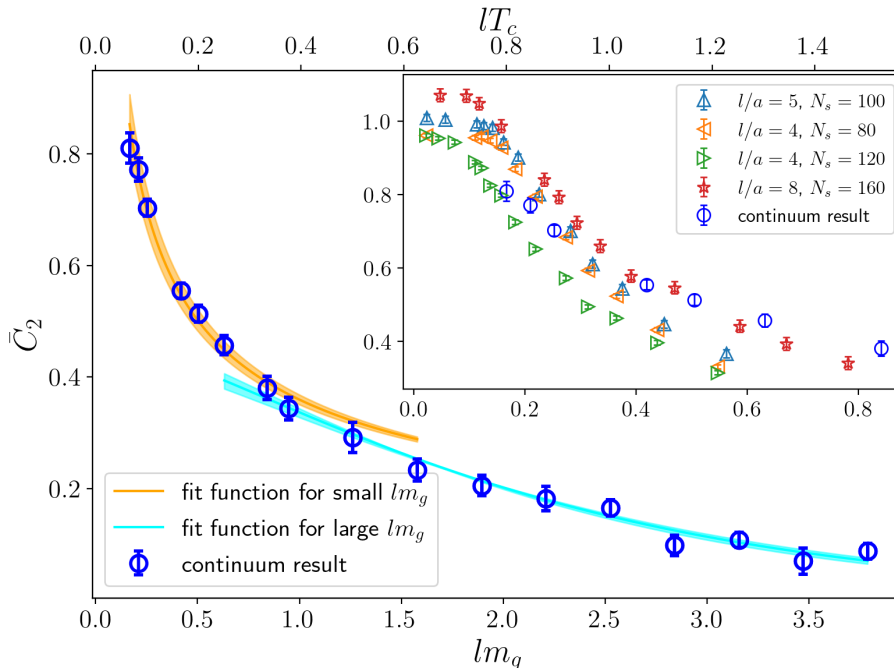 lT_c
0.0 0.2 0.4 0.6 0.8 1.0 1.2 1.4
C̄_2
0.8
0.6
0.4
0.2
1.0
0.8
0.6
0.4
l/a = 5, N_s = 100
l/a = 4, N_s = 80
l/a = 4, N_s = 120
l/a = 8, N_s = 160
continuum result
0.0 0.2 0.4 0.6 0.8
fit function for small lm_g
fit function for large lm_g
continuum result
0.0 0.5 1.0 1.5 2.0 2.5 3.0 3.5
lm_g